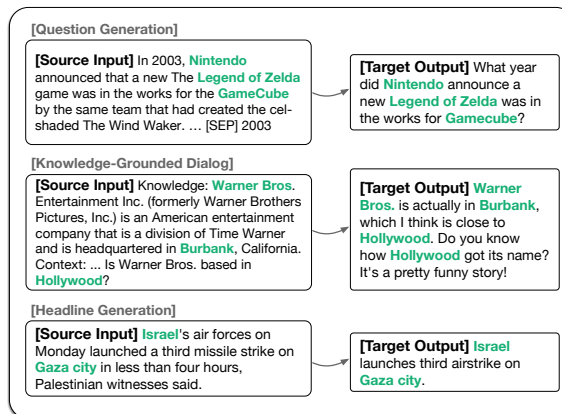 [Question Generation]
[Source Input] In 2003, Nintendo
announced that a new The Legend of Zelda
game was in the works for the GameCube
by the same team that had created the cel-
shaded The Wind Waker. ... [SEP] 2003
[Target Output] What year
did Nintendo announce a
new Legend of Zelda was in
the works for Gamecube?
[Knowledge-Grounded Dialog]
[Source Input] Knowledge: Warner Bros.
Entertainment Inc. (formerly Warner Brothers
Pictures, Inc.) is an American entertainment
company that is a division of Time Warner
and is headquartered in Burbank, California.
Context: ... Is Warner Bros. based in
Hollywood?
[Target Output] Warner
Bros. is actually in Burbank,
which I think is close to
Hollywood. Do you know
how Hollywood got its name?
It's a pretty funny story!
[Headline Generation]
[Source Input] Israel's air forces on
Monday launched a third missile strike on
Gaza city in less than four hours,
Palestinian witnesses said.
[Target Output] Israel
launches third airstrike on
Gaza city.